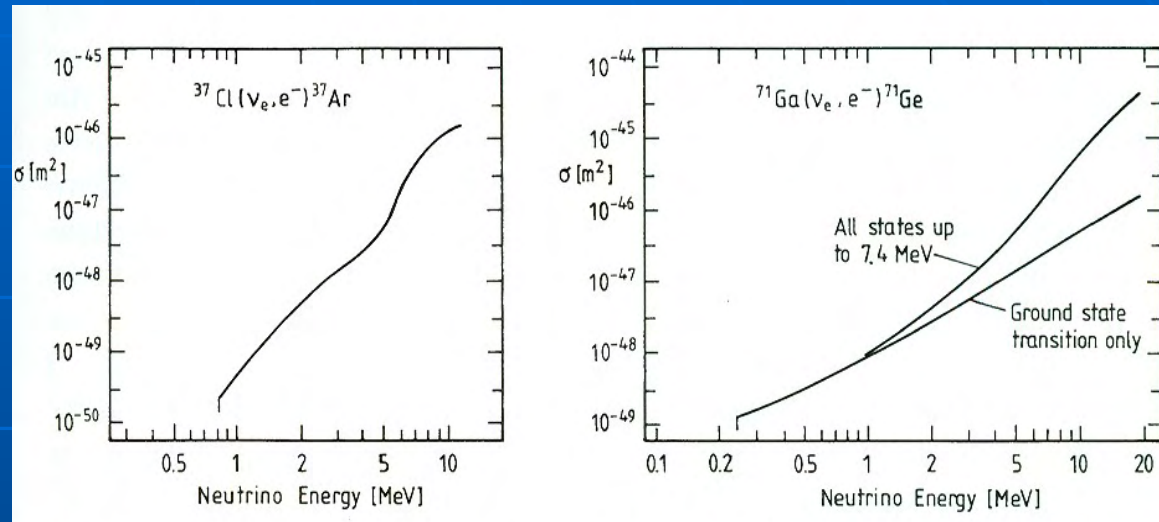 ³⁷Cl(νₑ,e⁻)³⁷Ar
σ[m²]
10⁻⁴⁵
10⁻⁴⁶
10⁻⁴⁷
10⁻⁴⁸
10⁻⁴⁹
10⁻⁵⁰
0.5 1 2 5 10
Neutrino Energy [MeV]
⁷¹Ga(νₑ,e⁻)⁷¹Ge
σ[m²]
10⁻⁴⁴
10⁻⁴⁵
10⁻⁴⁶
10⁻⁴⁷
10⁻⁴⁸
10⁻⁴⁹
All states up
to 7.4 MeV
Ground state
transition only
0.1 0.2 0.5 1 2 5 10 20
Neutrino Energy [MeV]